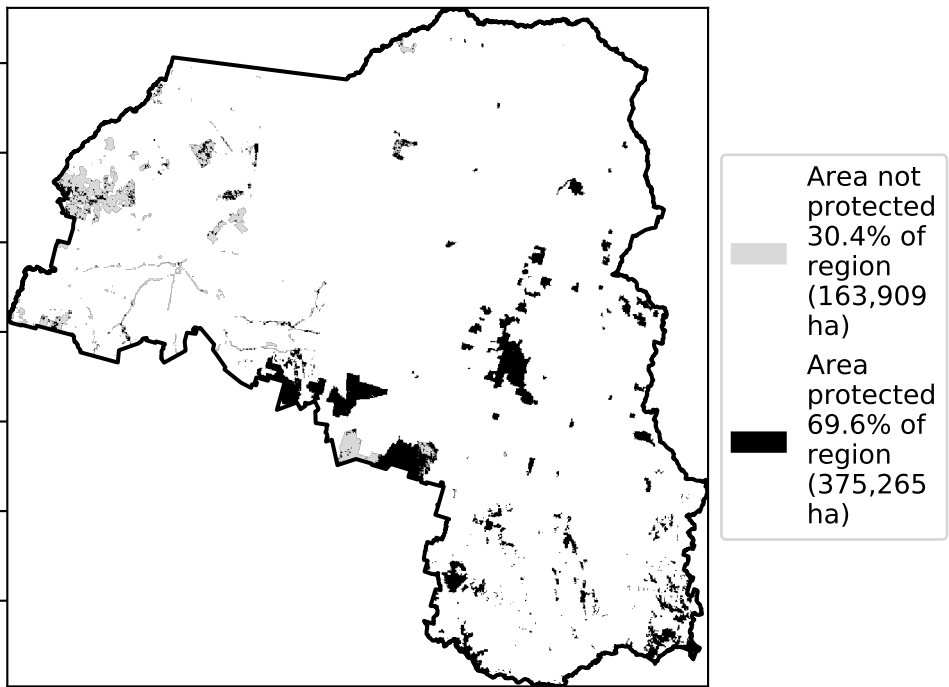 Area not
protected
30.4% of
region
(163,909
ha)
Area
protected
69.6% of
region
(375,265
ha)